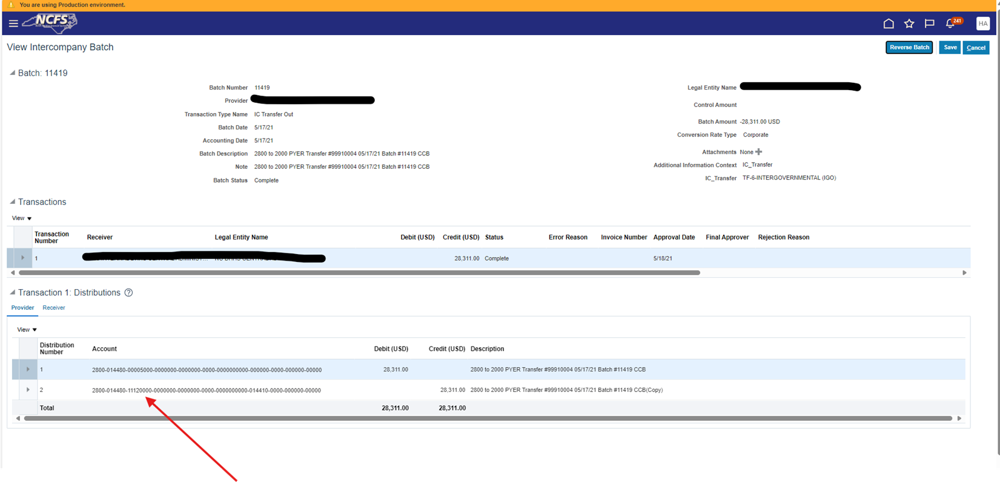 You are using Production environment.
NCFS
241
HA
View Intercompany Batch
Reverse Batch Save Cancel
Batch: 11419
Batch Number 11419
Provider
Transaction Type Name IC Transfer Out
Batch Date 5/17/21
Accounting Date 5/17/21
Batch Description 2800 to 2000 PYER Transfer #99910004 05/17/21 Batch #11419 CCB
Note 2800 to 2000 PYER Transfer #99910004 05/17/21 Batch #11419 CCB
Batch Status Complete
Legal Entity Name
Control Amount
Batch Amount -28,311.00 USD
Conversion Rate Type Corporate
Attachments None
Additional Information Context IC_Transfer
IC_Transfer TF-6-INTERGOVERNMENTAL (IGO)
Transactions
View
Transaction Number Receiver Legal Entity Name Debit (USD) Credit (USD) Status Error Reason Invoice Number Approval Date Final Approver Rejection Reason
1 28,311.00 Complete 5/18/21
Transaction 1: Distributions
Provider Receiver
View
Distribution Number Account Debit (USD) Credit (USD) Description
1 2800-014480-00005000-0000000-0000000-0000-0000000000-000000-0000-000000-00000 28,311.00 2800 to 2000 PYER Transfer #99910004 05/17/21 Batch #11419 CCB
2 2800-014480-11120000-0000000-0000000-0000-0000000000-014410-0000-000000-00000 28,311.00 2800 to 2000 PYER Transfer #99910004 05/17/21 Batch #11419 CCB(Copy)
Total 28,311.00 28,311.00